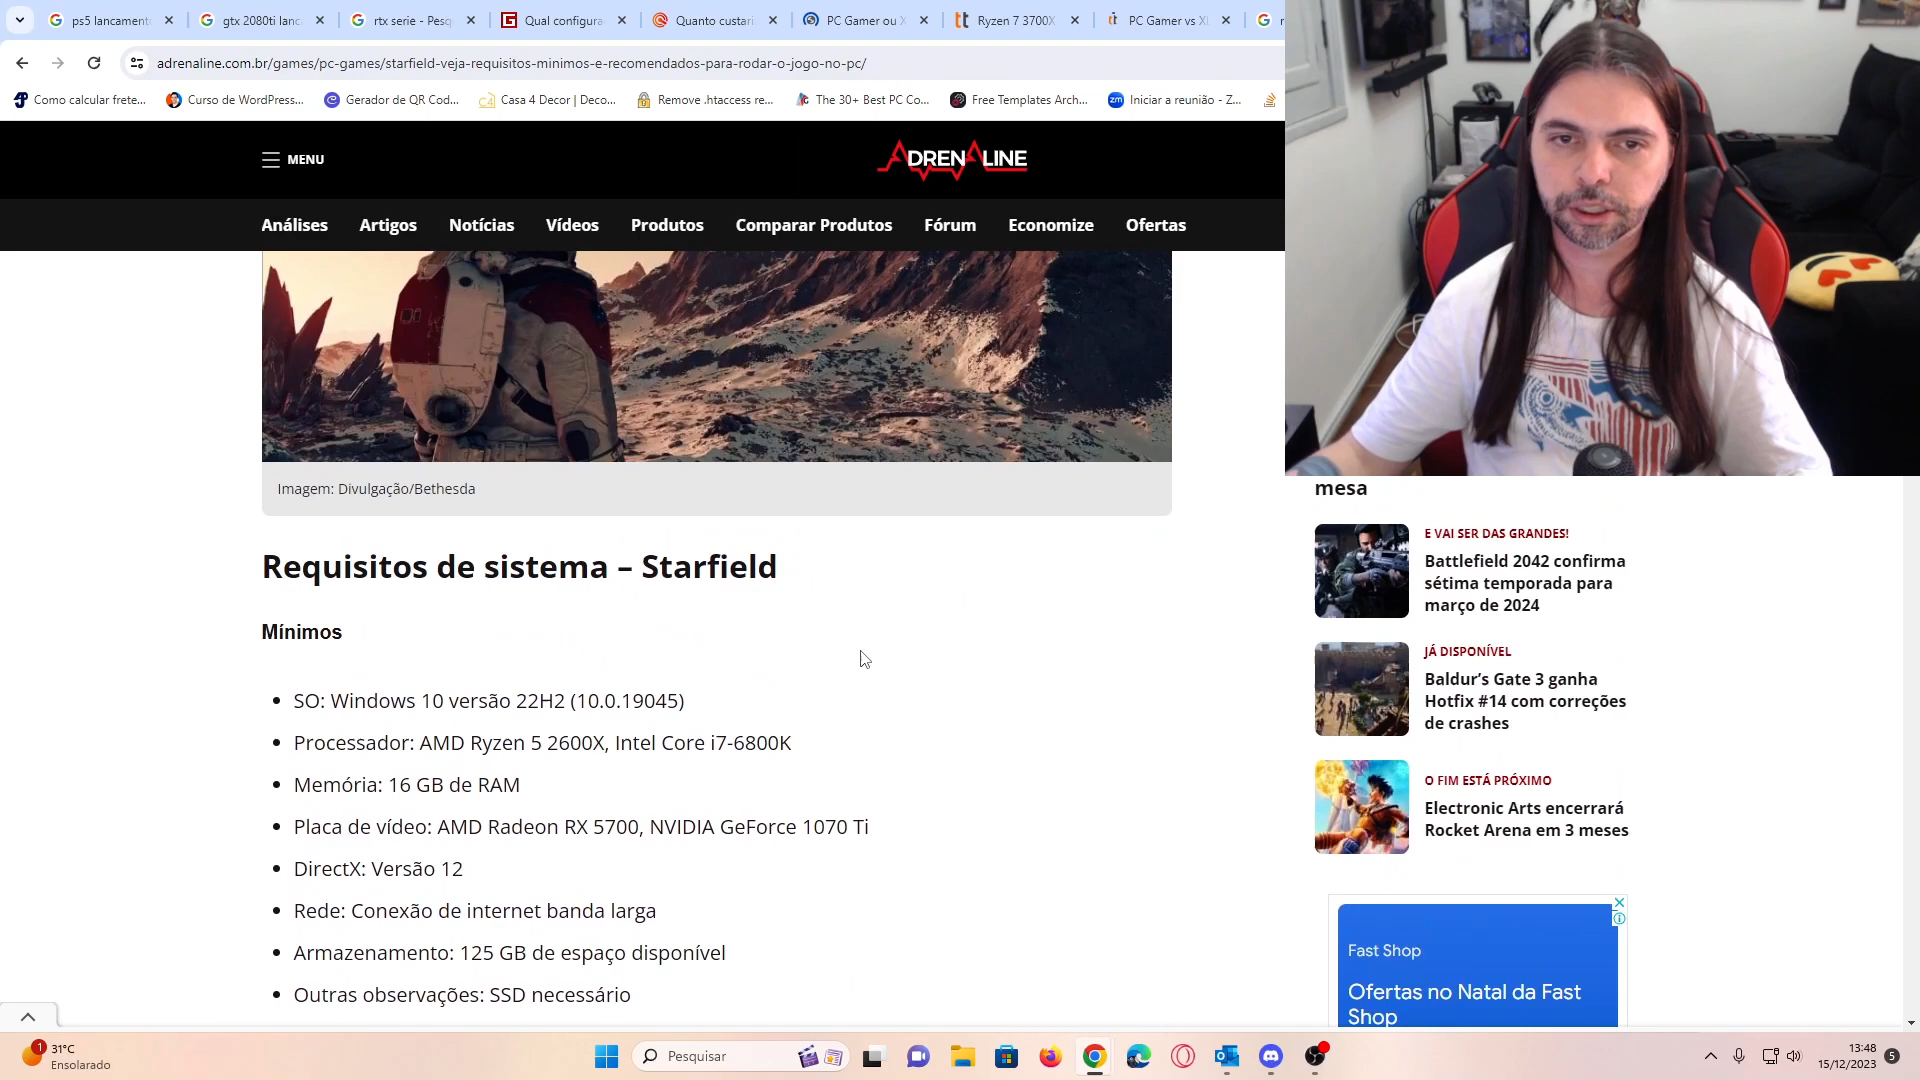 ps5 lancament
gtx 2080ti lanc
rtx serie - Pesq
Qual configura
Quanto custari
PC Gamer ou X
Ryzen 7 3700X
PC Gamer vs X
adrenaline.com.br/games/pc-games/starfield-veja-requisitos-minimos-e-recomendados-para-rodar-o-jogo-no-pc/
Como calcular frete...
Curso de WordPress...
Gerador de QR Cod...
Casa 4 Decor | Deco...
Remove .htaccess re...
The 30+ Best PC Co...
Free Templates Arch...
Iniciar a reunião - Z...
MENU
ADRENALINE
Análises
Artigos
Notícias
Vídeos
Produtos
Comparar Produtos
Fórum
Economize
Ofertas
Imagem: Divulgação/Bethesda
Requisitos de sistema – Starfield
Mínimos
SO: Windows 10 versão 22H2 (10.0.19045)
Processador: AMD Ryzen 5 2600X, Intel Core i7-6800K
Memória: 16 GB de RAM
Placa de vídeo: AMD Radeon RX 5700, NVIDIA GeForce 1070 Ti
DirectX: Versão 12
Rede: Conexão de internet banda larga
Armazenamento: 125 GB de espaço disponível
Outras observações: SSD necessário
mesa
E VAI SER DAS GRANDES!
Battlefield 2042 confirma
sétima temporada para
março de 2024
JÁ DISPONÍVEL
Baldur's Gate 3 ganha
Hotfix #14 com correções
de crashes
O FIM ESTÁ PRÓXIMO
Electronic Arts encerrará
Rocket Arena em 3 meses
Fast Shop
Ofertas no Natal da Fast
Shop
1
31°C
Ensolarado
Pesquisar
13:48
15/12/2023
5